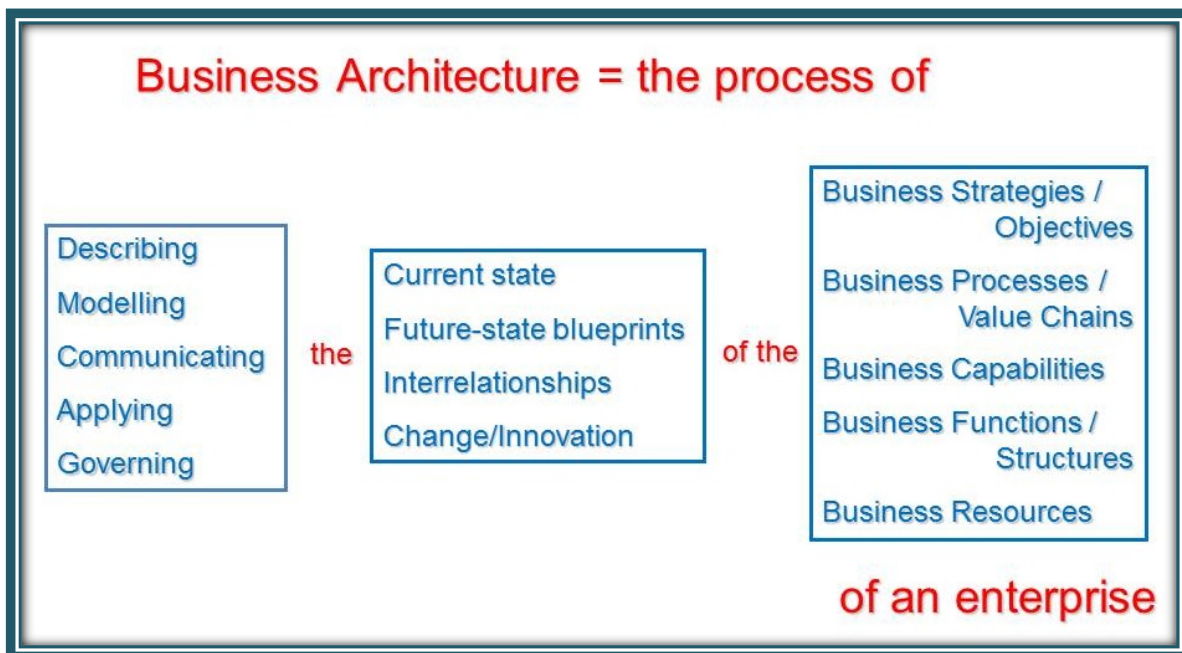 Business Architecture = the process of
Describing
Modelling
Communicating
Applying
Governing
the
Current state
Future-state blueprints
Interrelationships
Change/Innovation
of the
Business Strategies /
Objectives
Business Processes /
Value Chains
Business Capabilities
Business Functions /
Structures
Business Resources
of an enterprise